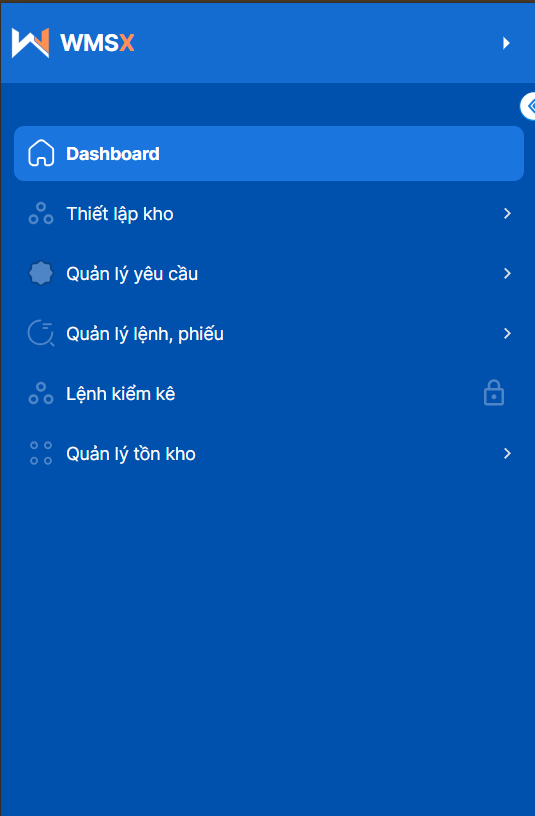 WMSX
Dashboard
Thiết lập kho
Quản lý yêu cầu
Quản lý lệnh, phiếu
Lệnh kiểm kê
Quản lý tồn kho